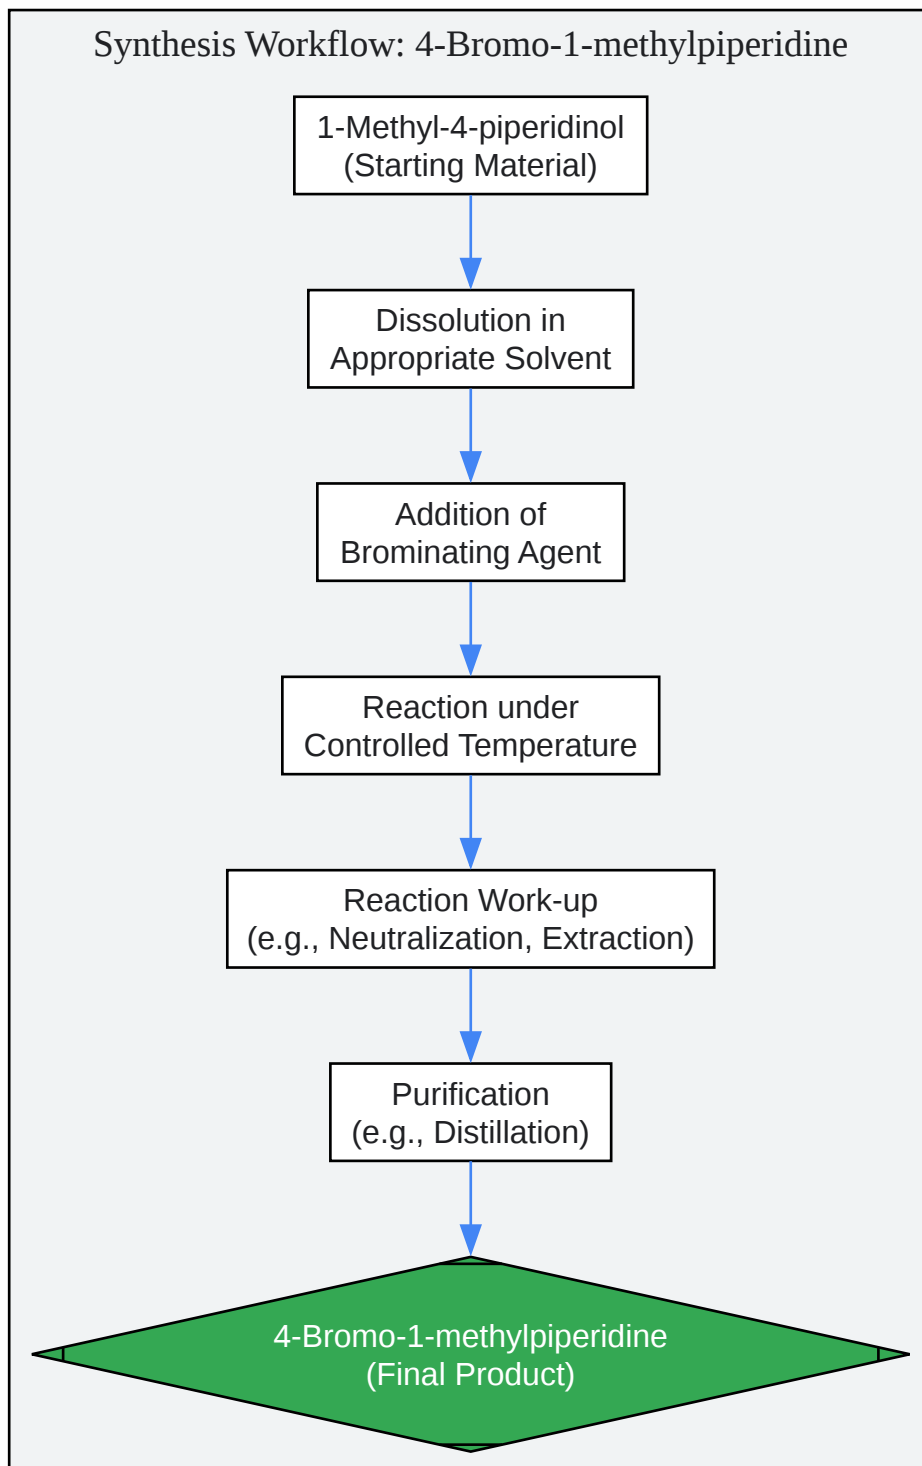 Synthesis Workflow: 4-Bromo-1-methylpiperidine
1-Methyl-4-piperidinol
(Starting Material)
Dissolution in
Appropriate Solvent
Addition of
Brominating Agent
Reaction under
Controlled Temperature
Reaction Work-up
(e.g., Neutralization, Extraction)
Purification
(e.g., Distillation)
4-Bromo-1-methylpiperidine
(Final Product)